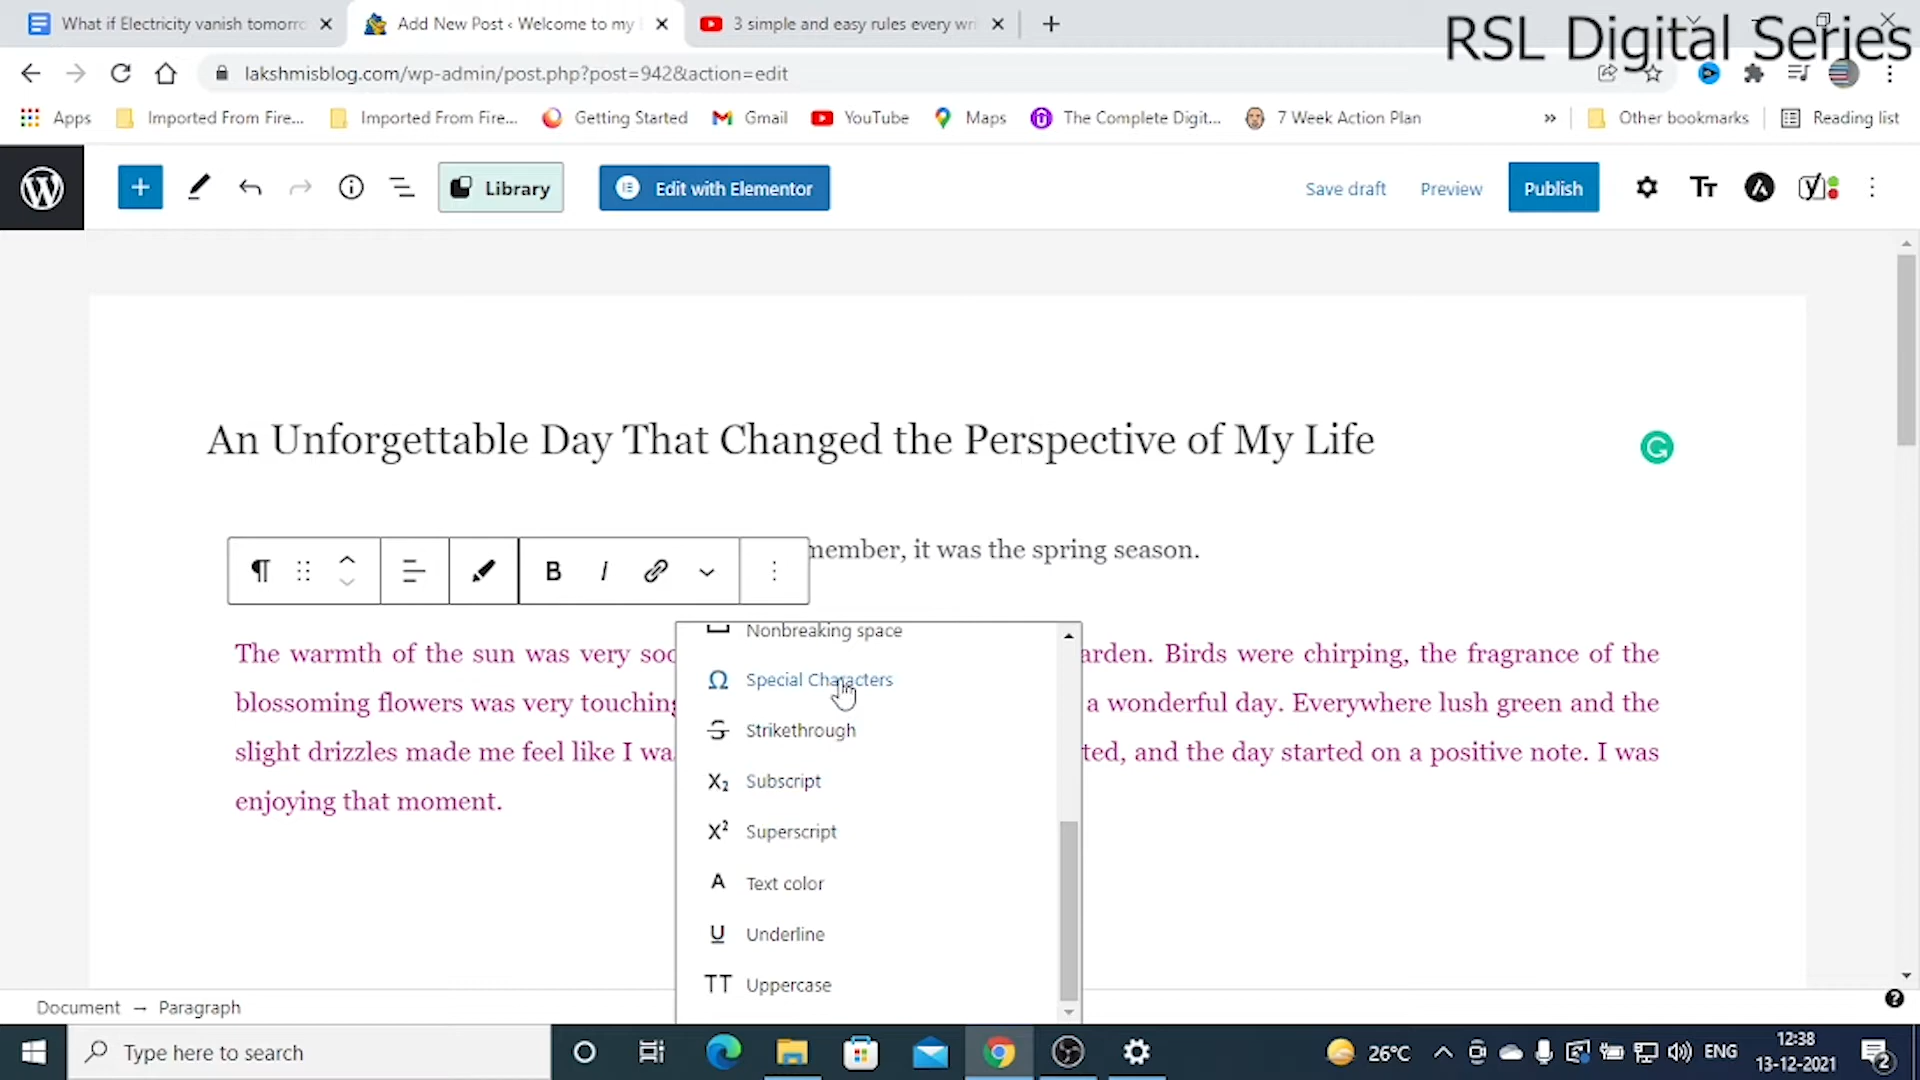 What if Electricity vanish tomorro
Add New Post ‹ Welcome to my
3 simple and easy rules every wri
RSL Digital Series
lakshmisblog.com/wp-admin/post.php?post=942&action=edit
Apps
Imported From Fire...
Imported From Fire...
Getting Started
Gmail
YouTube
Maps
The Complete Digit...
7 Week Action Plan
»
Other bookmarks
Reading list
Library
Edit with Elementor
Save draft
Preview
Publish
An Unforgettable Day That Changed the Perspective of My Life
member, it was the spring season.
B I
Nonbreaking space
Special Characters
Strikethrough
Subscript
Superscript
Text color
Underline
Uppercase
The warmth of the sun was very soo arden. Birds were chirping, the fragrance of the
blossoming flowers was very touching a wonderful day. Everywhere lush green and the
slight drizzles made me feel like I wa ted, and the day started on a positive note. I was
enjoying that moment.
Document → Paragraph
Type here to search
26°C
ENG
12:38
13-12-2021
2